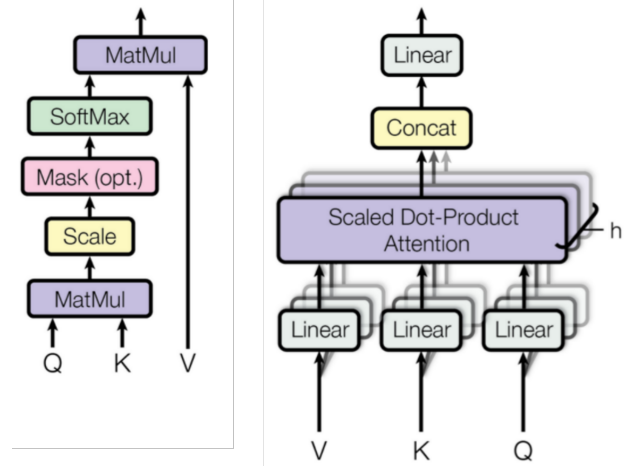 MatMul
SoftMax
Mask (opt.)
Scale
MatMul
Q K V
Linear
Concat
Scaled Dot-Product
Attention
h
Linear Linear Linear
V K Q